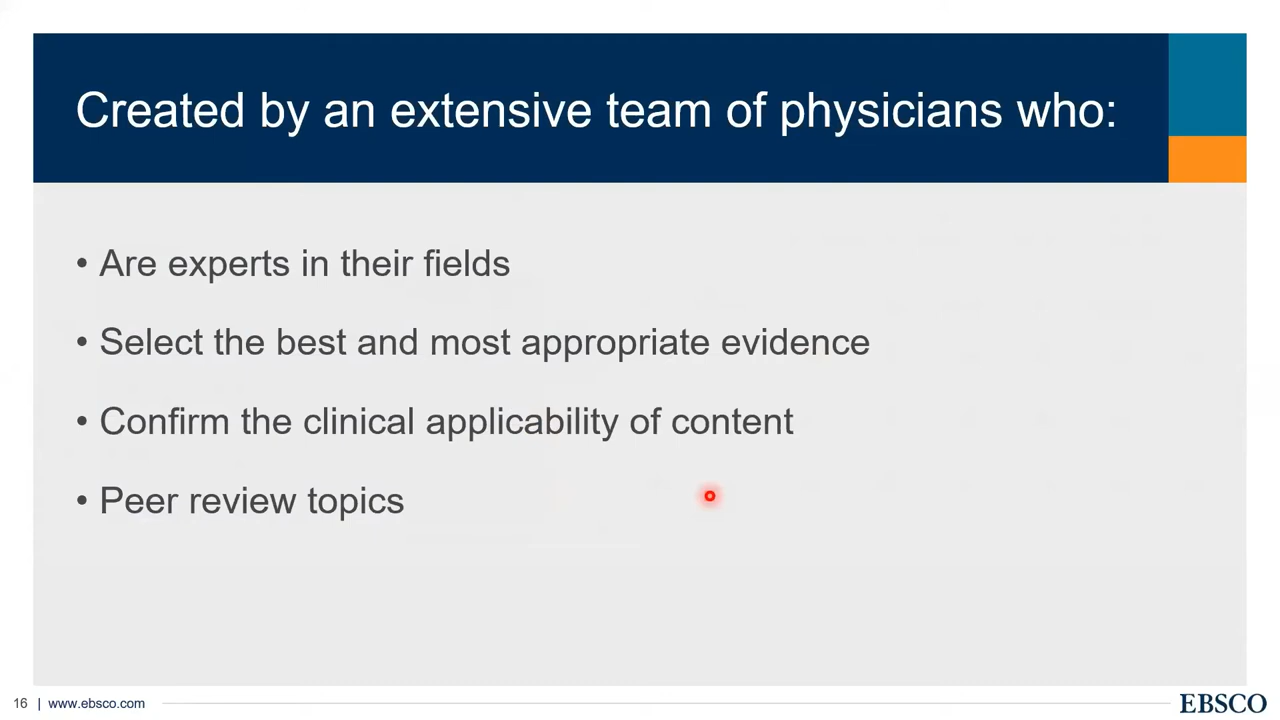 Created by an extensive team of physicians who:
• Are experts in their fields
• Select the best and most appropriate evidence
• Confirm the clinical applicability of content
• Peer review topics
16 | www.ebsco.com
EBSCO